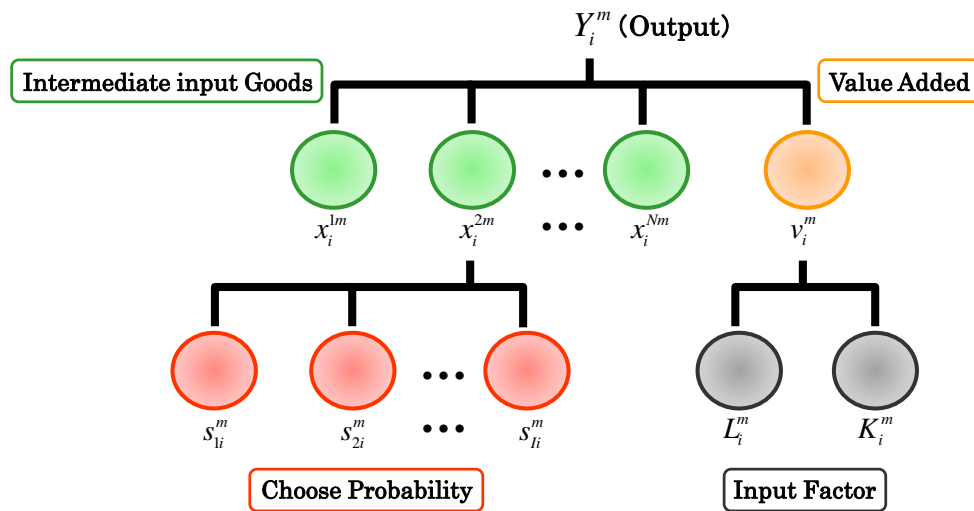 Y_i^m (Output)
Intermediate input Goods
Value Added
x_i^{1m} x_i^{2m} ••• x_i^{Nm} v_i^m
s_{1i}^m s_{2i}^m ••• s_{Ii}^m L_i^m K_i^m
Choose Probability
Input Factor